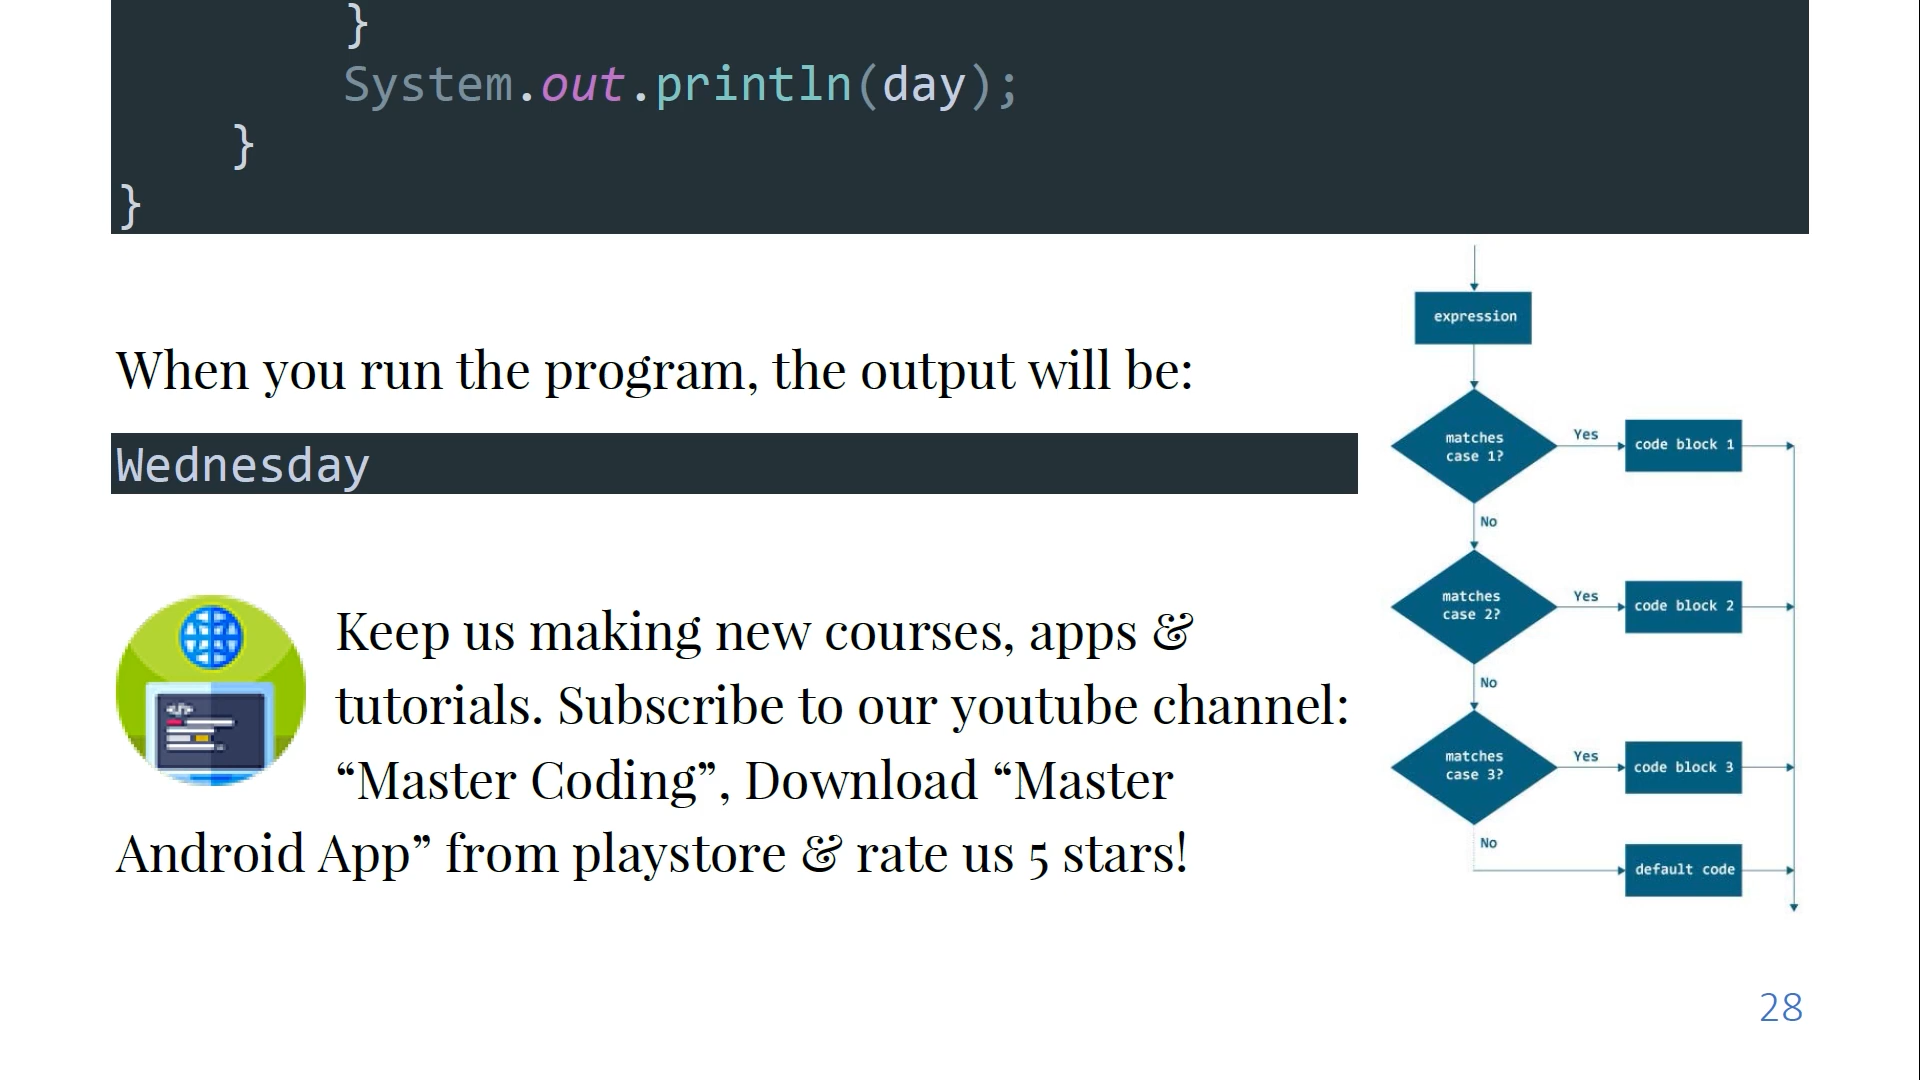 }
System.out.println(day);
}
}
When you run the program, the output will be:
Wednesday
Keep us making new courses, apps &
tutorials. Subscribe to our youtube channel:
“Master Coding”, Download “Master
Android App” from playstore & rate us 5 stars!
expression
matches
case 1?
Yes
code block 1
No
matches
case 2?
Yes
code block 2
No
matches
case 3?
Yes
code block 3
No
default code
28